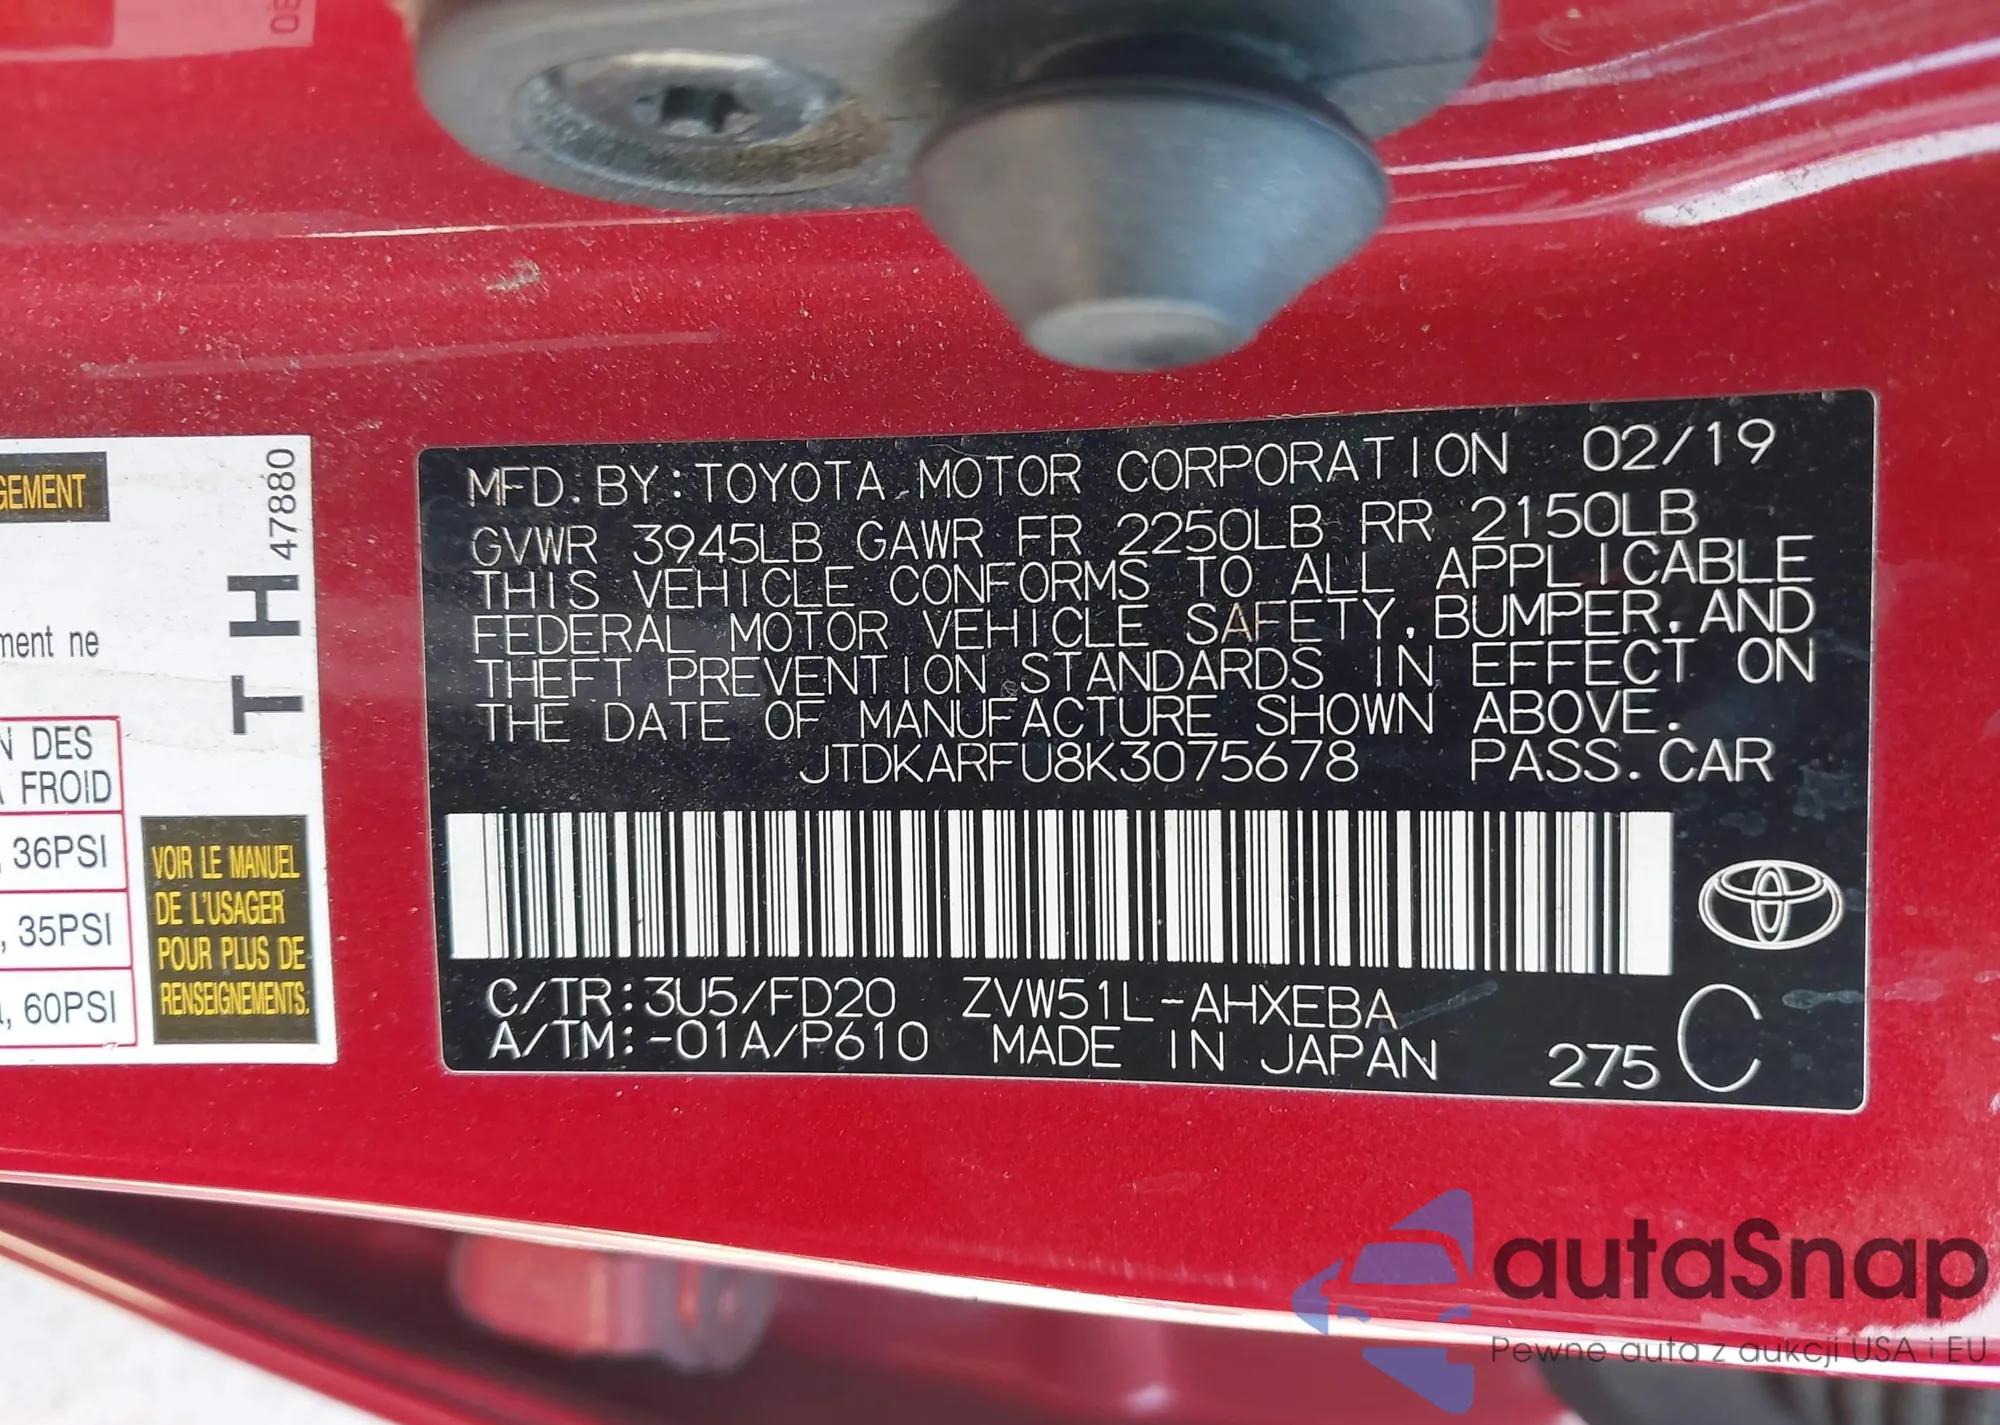 MFD. BY: TOYOTA MOTOR CORPORATION 02/19
GVWR 3945LB GAWR FR 2250LB RR 2150LB
THIS VEHICLE CONFORMS TO ALL APPLICABLE
FEDERAL MOTOR VEHICLE SAFETY, BUMPER, AND
THEFT PREVENTION STANDARDS IN EFFECT ON
THE DATE OF MANUFACTURE SHOWN ABOVE.
JTDKARFU8K3075678 PASS. CAR
C/TR: 3U5/FD20 ZVW51L-AHXEBA
A/TM: -01A/P610 MADE IN JAPAN 275 C
TH 47880
ment ne
N DES
FROID
36PSI
, 35PSI
, 60PSI
VOIR LE MANUEL
DE L'USAGER
POUR PLUS DE
RENSEIGNEMENTS.
autaSnap
Pewne auta z aukcji USA i EU